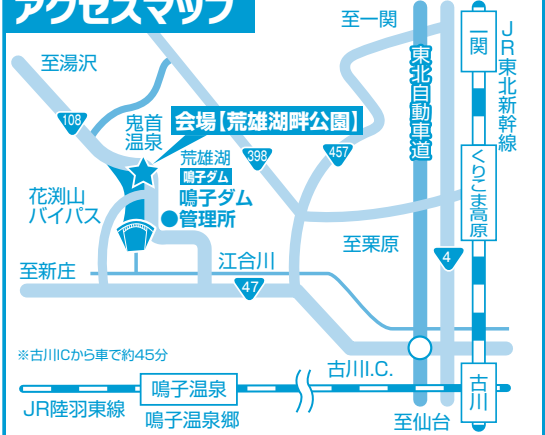 アクセスマップ
至一関
一関
JR東北新幹線
至湯沢
東北自動車道
108
鬼首
温泉
会場【荒雄湖畔公園】
荒雄湖
398
457
鳴子ダム
鳴子ダム
管理所
花渕山
バイパス
くりこま高原
至栗原
4
至新庄
江合川
47
※古川ICから車で約45分
古川I.C.
古川
鳴子温泉
JR陸羽東線
鳴子温泉郷
至仙台